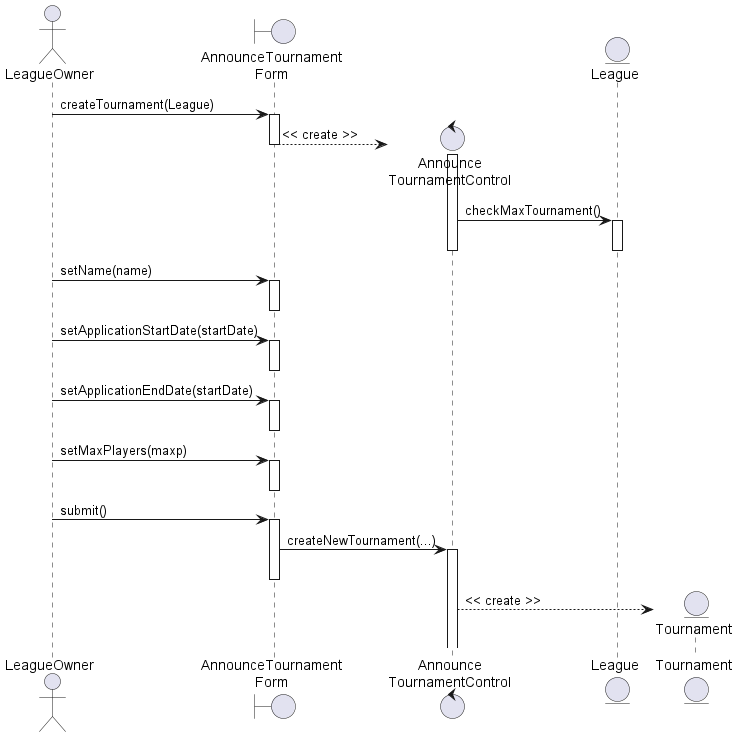 LeagueOwner
AnnounceTournament
Form
League
createTournament(League)
<< create >>
Announce
TournamentControl
checkMaxTournament()
setName(name)
setApplicationStartDate(startDate)
setApplicationEndDate(startDate)
setMaxPlayers(maxp)
submit()
createNewTournament(...)
<< create >>
Tournament
LeagueOwner
AnnounceTournament
Form
Announce
TournamentControl
League
Tournament